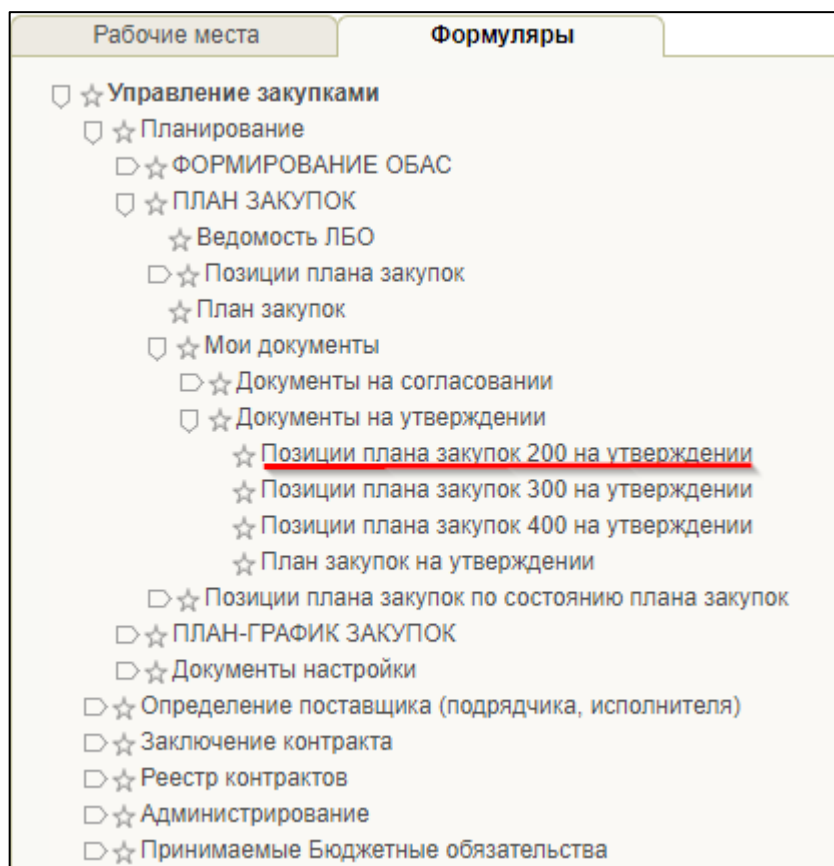 Рабочие места
Формуляры
Управление закупками
Планирование
ФОРМИРОВАНИЕ ОБАС
ПЛАН ЗАКУПОК
Ведомость ЛБО
Позиции плана закупок
План закупок
Мои документы
Документы на согласовании
Документы на утверждении
Позиции плана закупок 200 на утверждении
Позиции плана закупок 300 на утверждении
Позиции плана закупок 400 на утверждении
План закупок на утверждении
Позиции плана закупок по состоянию плана закупок
ПЛАН-ГРАФИК ЗАКУПОК
Документы настройки
Определение поставщика (подрядчика, исполнителя)
Заключение контракта
Реестр контрактов
Администрирование
Принимаемые Бюджетные обязательства